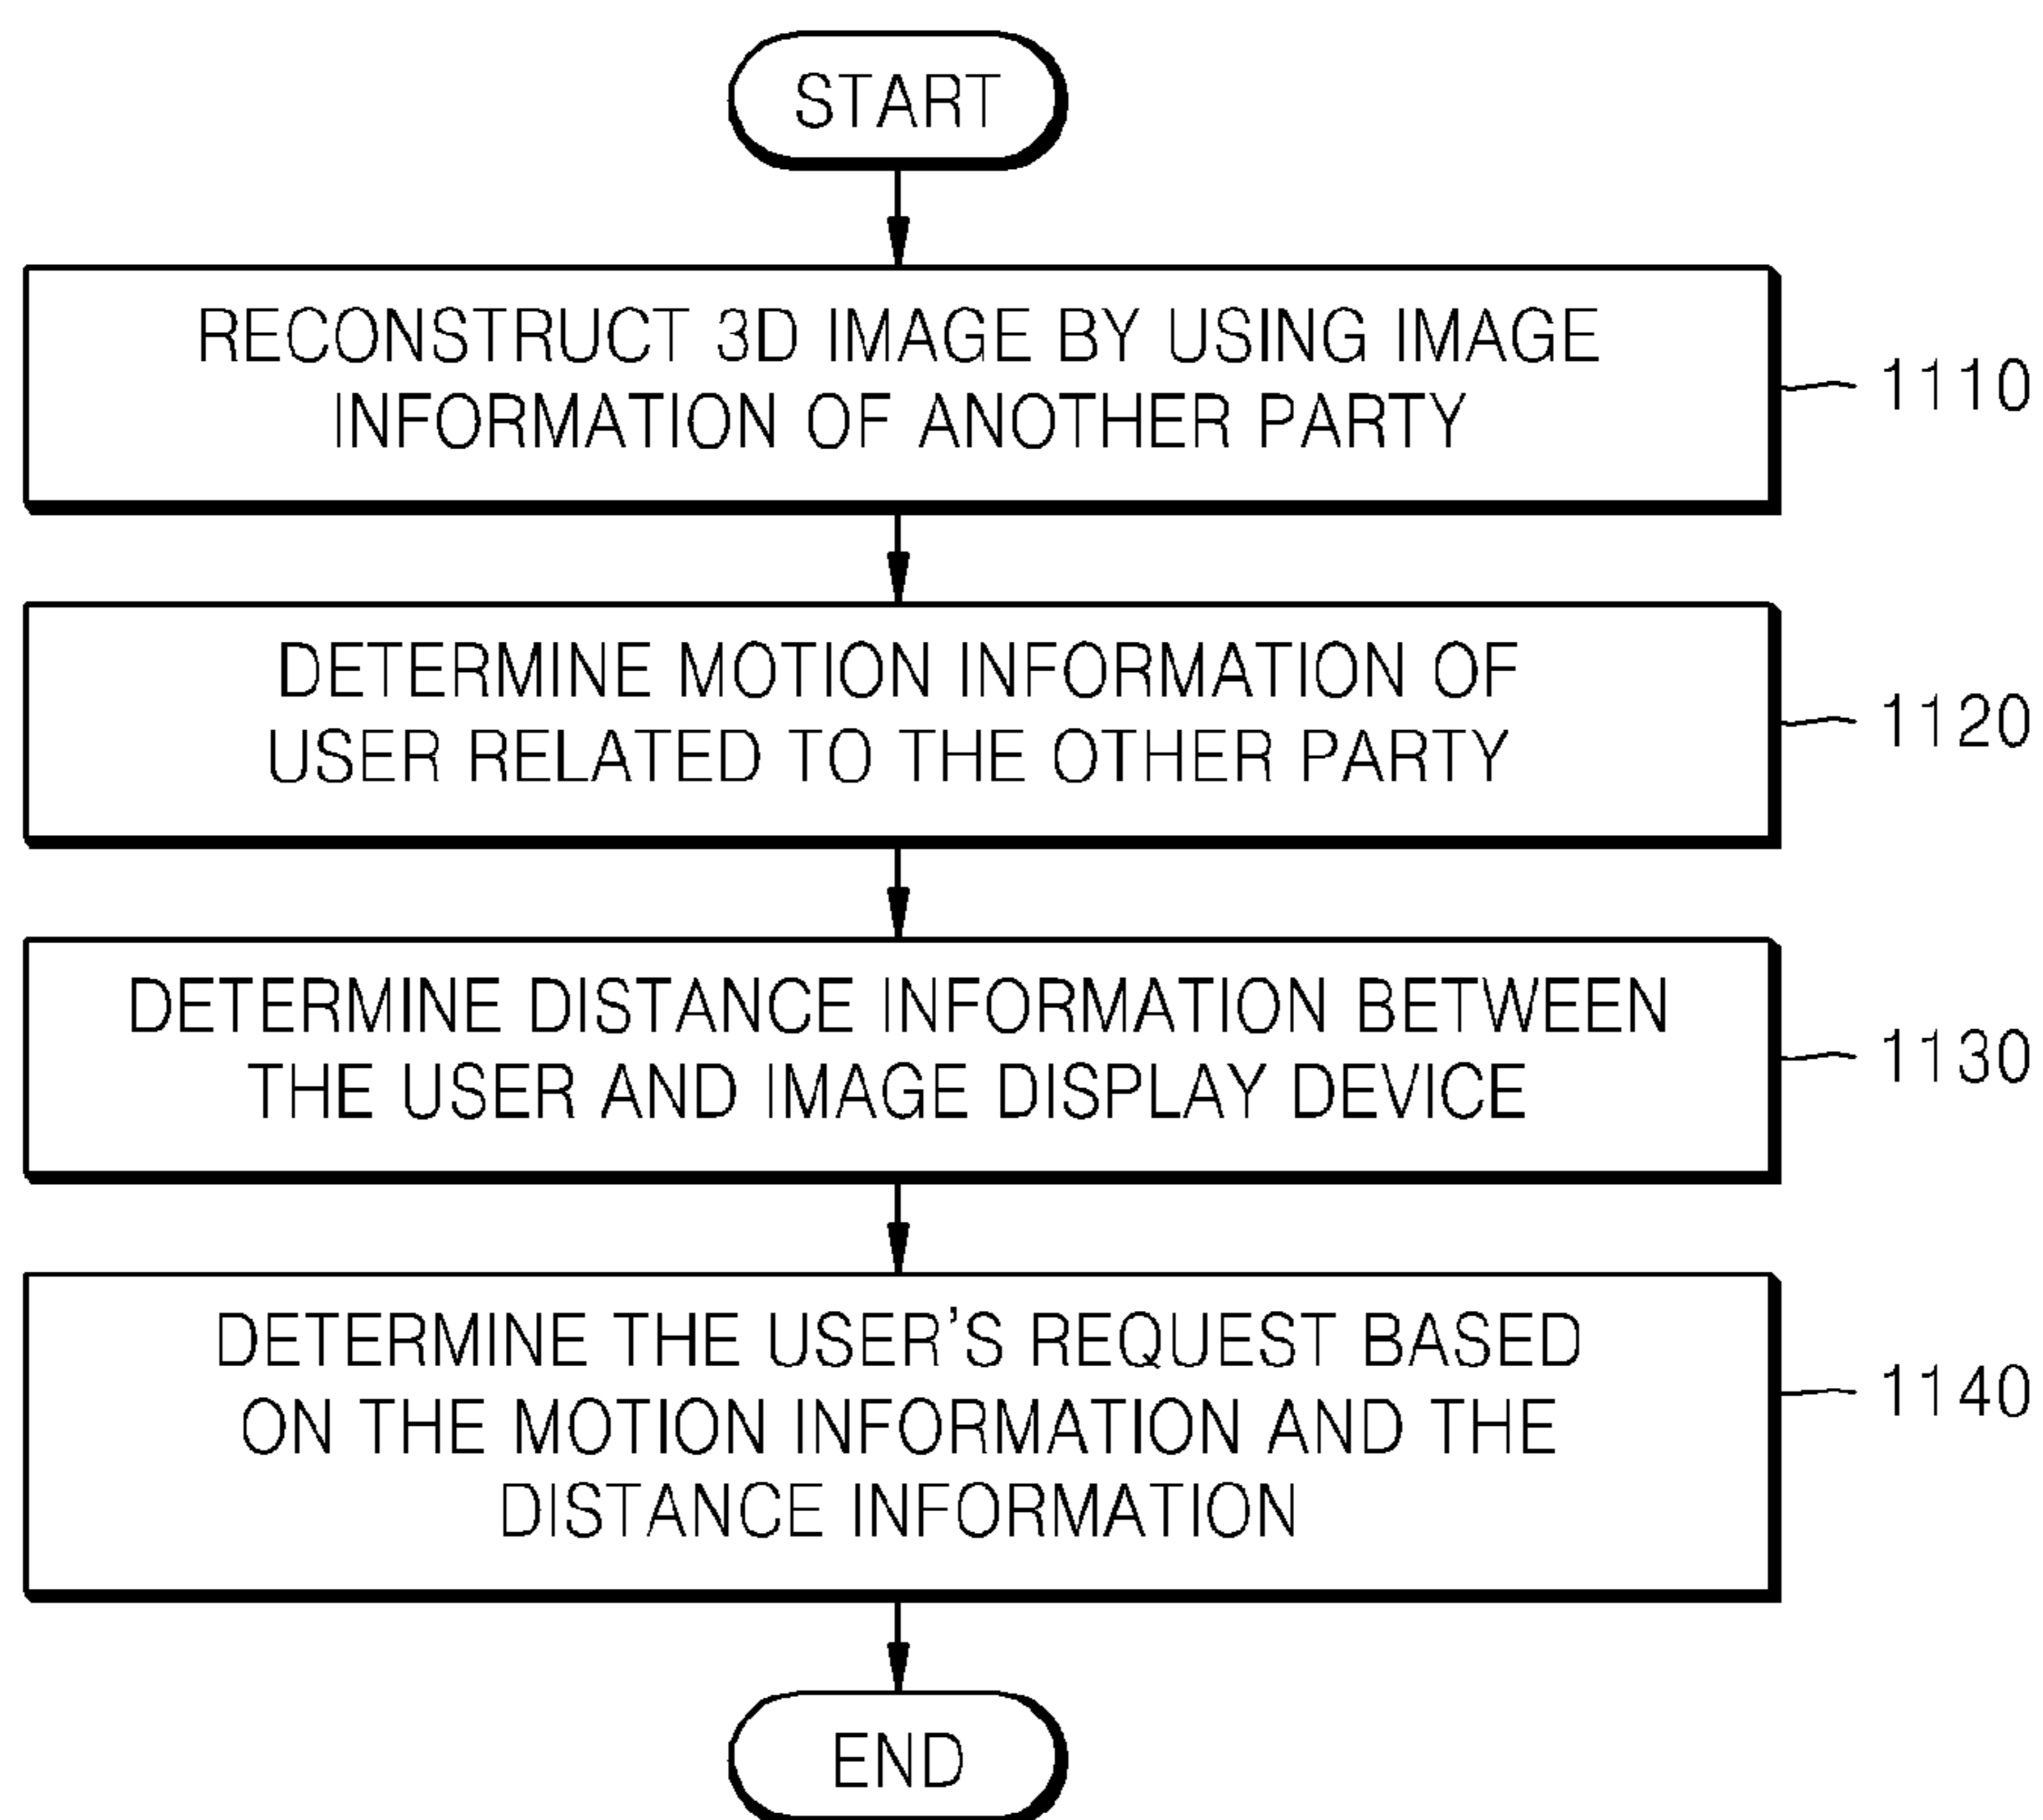 START
RECONSTRUCT 3D IMAGE BY USING IMAGE
INFORMATION OF ANOTHER PARTY
1110
DETERMINE MOTION INFORMATION OF
USER RELATED TO THE OTHER PARTY
1120
DETERMINE DISTANCE INFORMATION BETWEEN
THE USER AND IMAGE DISPLAY DEVICE
1130
DETERMINE THE USER'S REQUEST BASED
ON THE MOTION INFORMATION AND THE
DISTANCE INFORMATION
1140
END